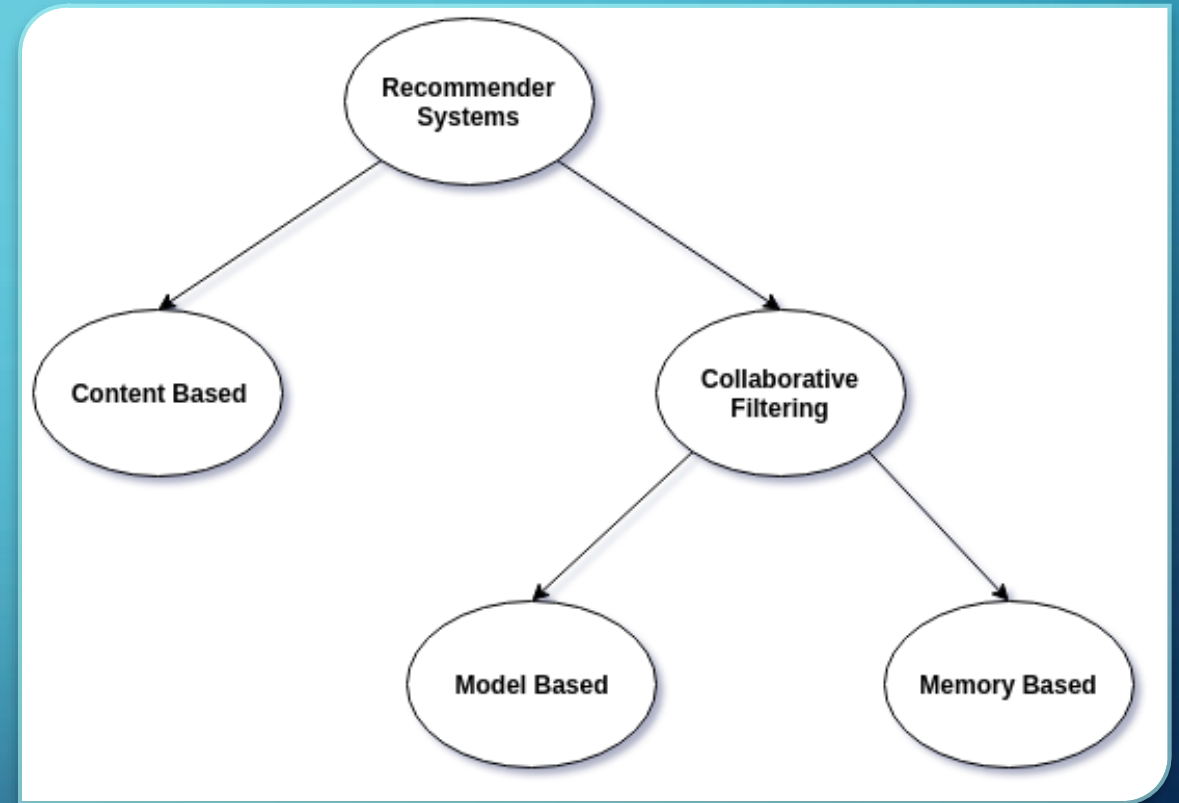 Recommender
Systems
Content Based
Collaborative
Filtering
Model Based
Memory Based